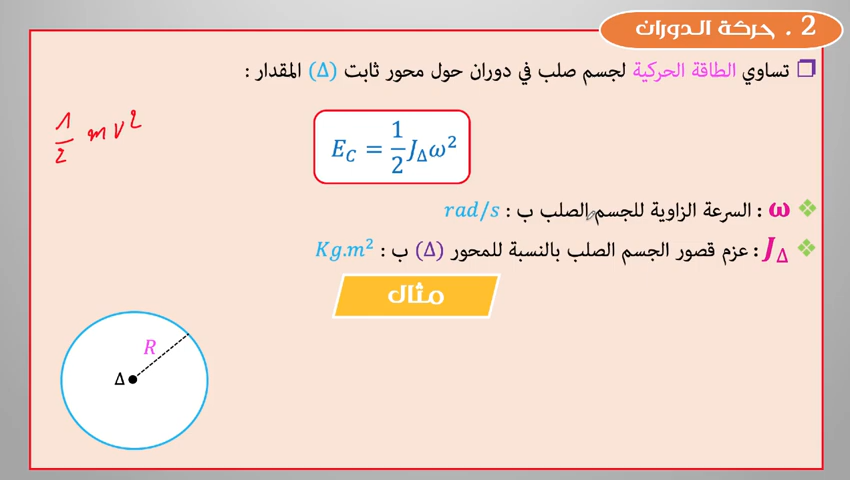 2 . حركة الدوران
تساوي الطاقة الحركية لجسم صلب في دوران حول محور ثابت (Δ) المقدار :
1/2 mv²
E_C = 1/2 J_Δ ω²
ω : السرعة الزاوية للجسم الصلب ب : rad/s
J_Δ : عزم قصور الجسم الصلب بالنسبة للمحور (Δ) ب : Kg.m²
مثال
R
Δ